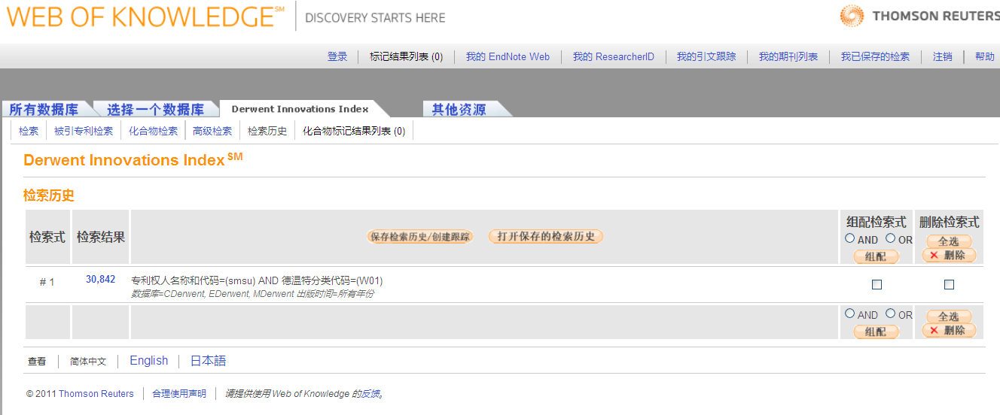 WEB OF KNOWLEDGE SM DISCOVERY STARTS HERE THOMSON REUTERS
登录 标记结果列表 (0) 我的 EndNote Web 我的 ResearcherID 我的引文跟踪 我的期刊列表 我已保存的检索 注销 帮助
所有数据库 选择一个数据库 Derwent Innovations Index 其他资源
检索 被引专利检索 化合物检索 高级检索 检索历史 化合物标记结果列表 (0)
Derwent Innovations Index SM
检索历史
检索式 检索结果 保存检索历史/创建跟踪 打开保存的检索历史 组配检索式 删除检索式
AND OR 全选
组配 删除
# 1 30,842 专利权人名称和代码=(smsu) AND 德温特分类代码=(W01)
数据库=CDerwent, EDerwent, MDerwent 出版时间=所有年份
AND OR 全选
组配 删除
查看 简体中文 English 日本語
© 2011 Thomson Reuters 合理使用声明 请提供使用 Web of Knowledge 的反馈。